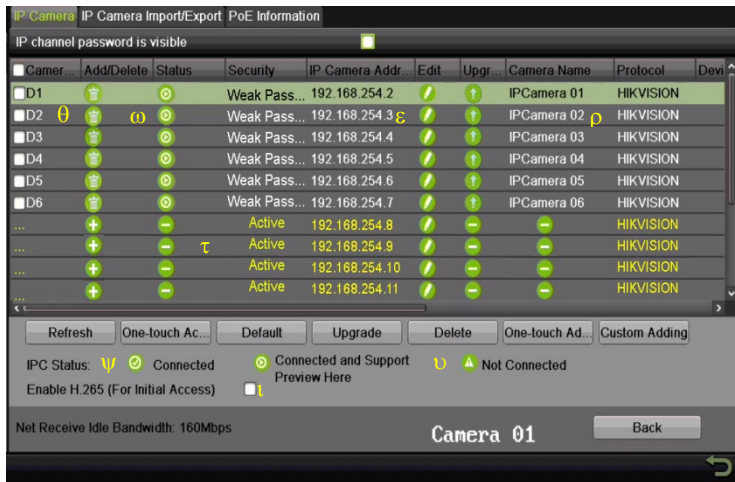 IP Camera IP Camera Import/Export PoE Information
IP channel password is visible
Camer... Add/Delete Status Security IP Camera Addr... Edit Upgr... Camera Name Protocol Devi
D1 Weak Pass... 192.168.254.2 IPCamera 01 HIKVISION
D2 θ ω Weak Pass... 192.168.254.3 ε IPCamera 02 ρ HIKVISION
D3 Weak Pass... 192.168.254.4 IPCamera 03 HIKVISION
D4 Weak Pass... 192.168.254.5 IPCamera 04 HIKVISION
D5 Weak Pass... 192.168.254.6 IPCamera 05 HIKVISION
D6 Weak Pass... 192.168.254.7 IPCamera 06 HIKVISION
... Active 192.168.254.8 HIKVISION
... τ Active 192.168.254.9 HIKVISION
... Active 192.168.254.10 HIKVISION
... Active 192.168.254.11 HIKVISION
Refresh One-touch Ac... Default Upgrade Delete One-touch Ad... Custom Adding
IPC Status: ψ Connected Connected and Support υ Not Connected
Preview Here
Enable H.265 (For Initial Access) ι
Net Receive Idle Bandwidth: 160Mbps Camera 01 Back